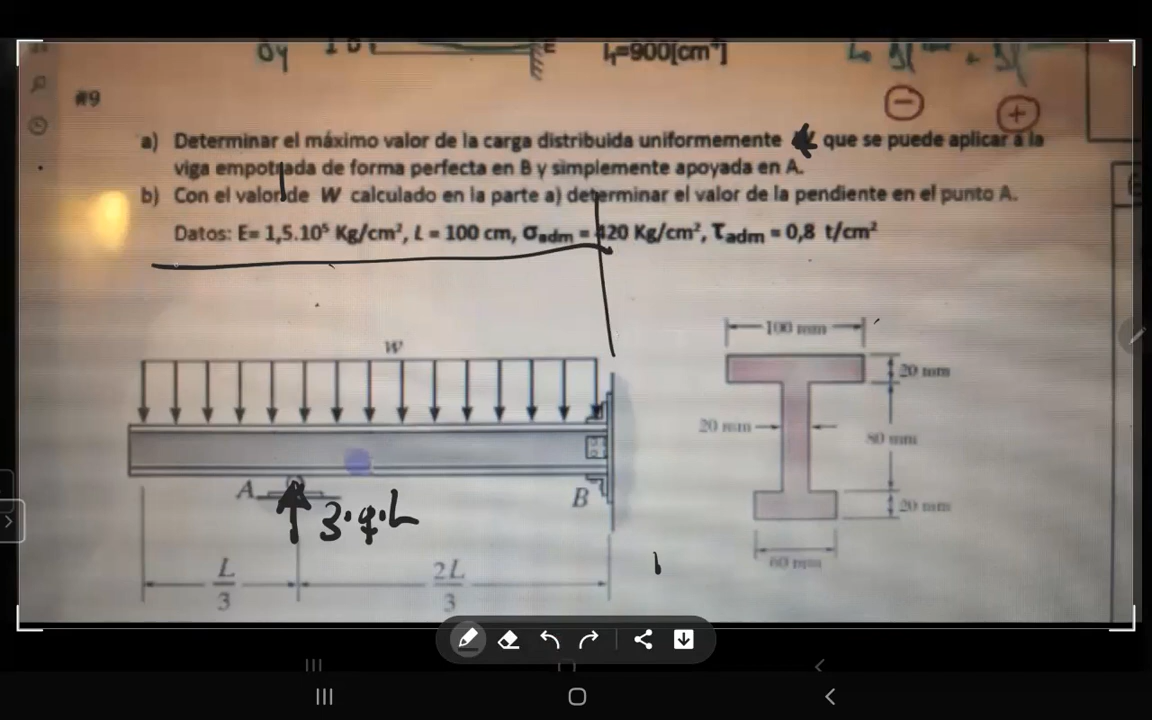 I₁=900[cm⁴]
#9
a) Determinar el máximo valor de la carga distribuida uniformemente que se puede aplicar a la
viga empotrada de forma perfecta en B y simplemente apoyada en A.
b) Con el valor de W calculado en la parte a) determinar el valor de la pendiente en el punto A.
Datos: E= 1,5.10⁵ Kg/cm², L = 100 cm, σadm = 420 Kg/cm², τadm = 0,8 t/cm²
W
100 mm
20 mm
20 mm
80 mm
A
B
3·q·L
20 mm
60 mm
L/3
2L/3